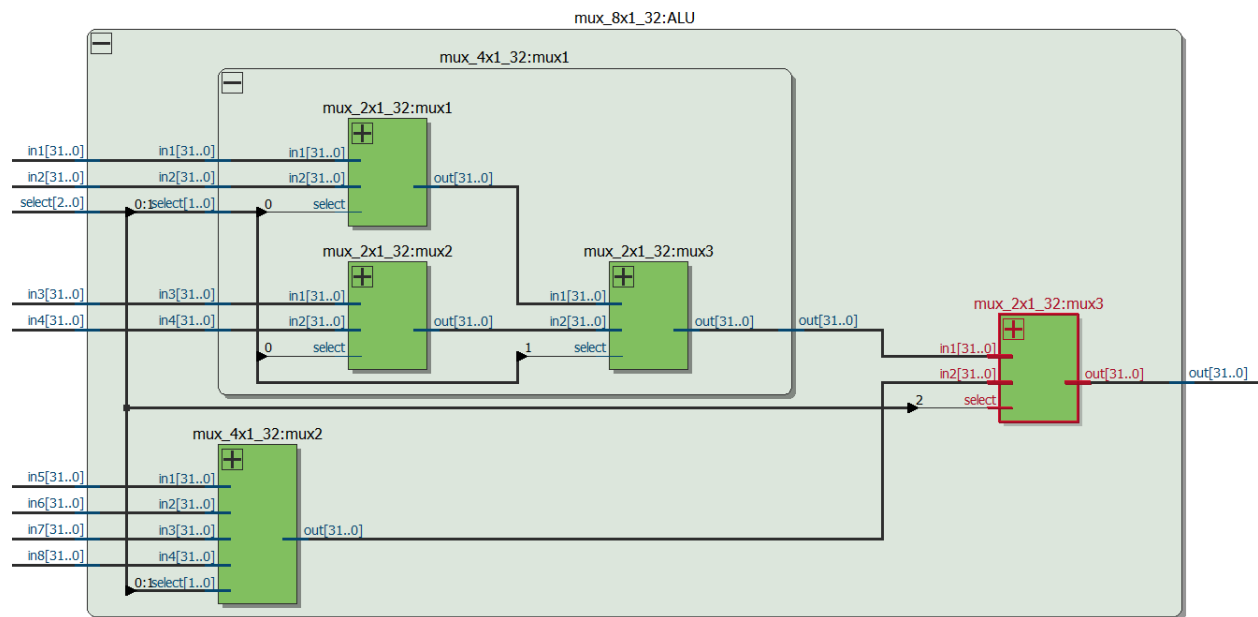 mux_8x1_32:ALU
mux_4x1_32:mux1
mux_2x1_32:mux1
in1[31..0] in1[31..0] in1[31..0]
in2[31..0] in2[31..0] in2[31..0] out[31..0]
select[2..0] 0:1 select[1..0] 0 select
mux_2x1_32:mux2 mux_2x1_32:mux3
in3[31..0] in3[31..0] in1[31..0] in1[31..0]
in4[31..0] in4[31..0] in2[31..0] out[31..0] in2[31..0] out[31..0] out[31..0]
0 select 1 select
mux_2x1_32:mux3
in1[31..0]
in2[31..0] out[31..0] out[31..0]
2 select
mux_4x1_32:mux2
in5[31..0] in1[31..0]
in6[31..0] in2[31..0]
in7[31..0] in3[31..0] out[31..0]
in8[31..0] in4[31..0]
0:1 select[1..0]